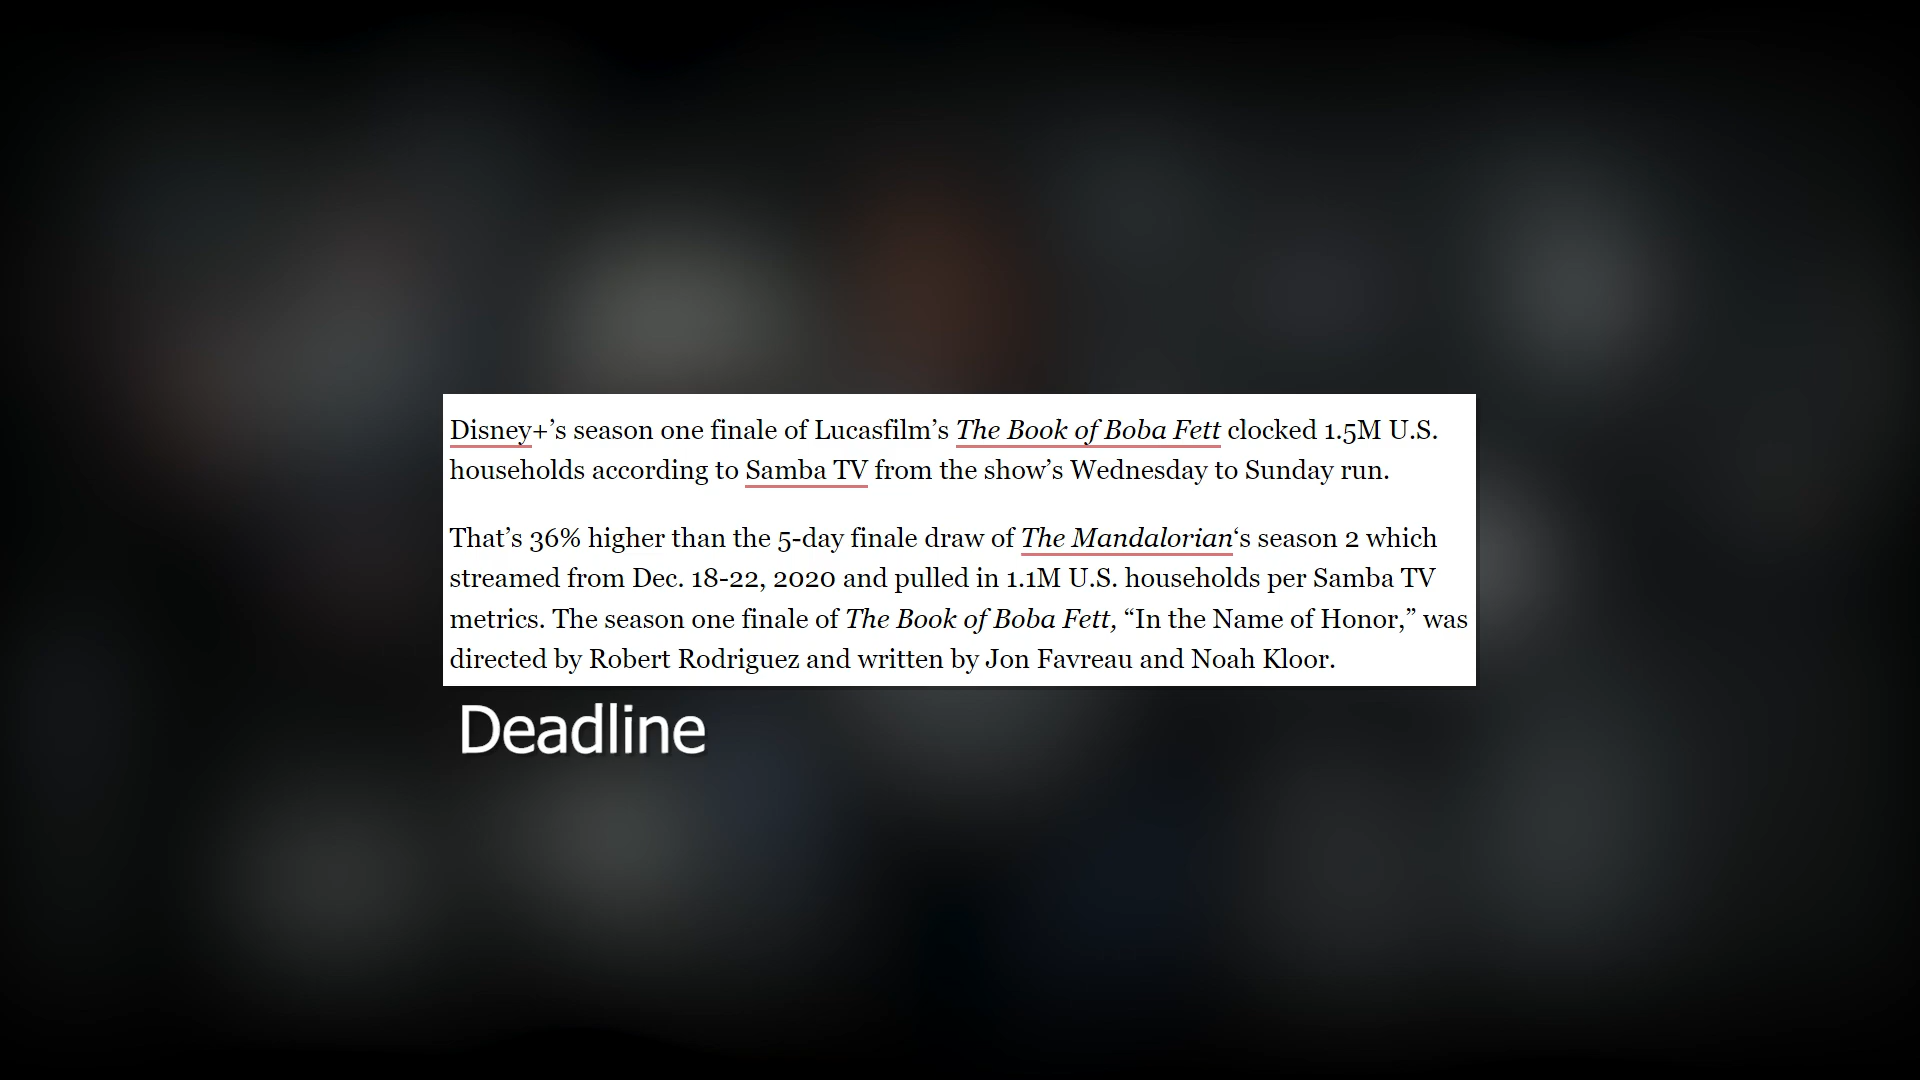 Disney+’s season one finale of Lucasfilm’s The Book of Boba Fett clocked 1.5M U.S.
households according to Samba TV from the show’s Wednesday to Sunday run.
That’s 36% higher than the 5-day finale draw of The Mandalorian‘s season 2 which
streamed from Dec. 18-22, 2020 and pulled in 1.1M U.S. households per Samba TV
metrics. The season one finale of The Book of Boba Fett, “In the Name of Honor,” was
directed by Robert Rodriguez and written by Jon Favreau and Noah Kloor.
Deadline